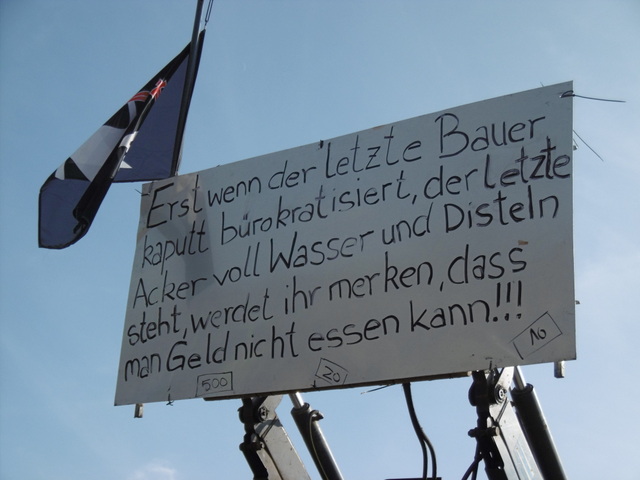 Erst wenn der letzte Bauer
kaputt bürokratisiert, der letzte
Acker voll Wasser und Disteln
steht, werdet ihr merken, dass
man Geld nicht essen kann!!!
500 20 10